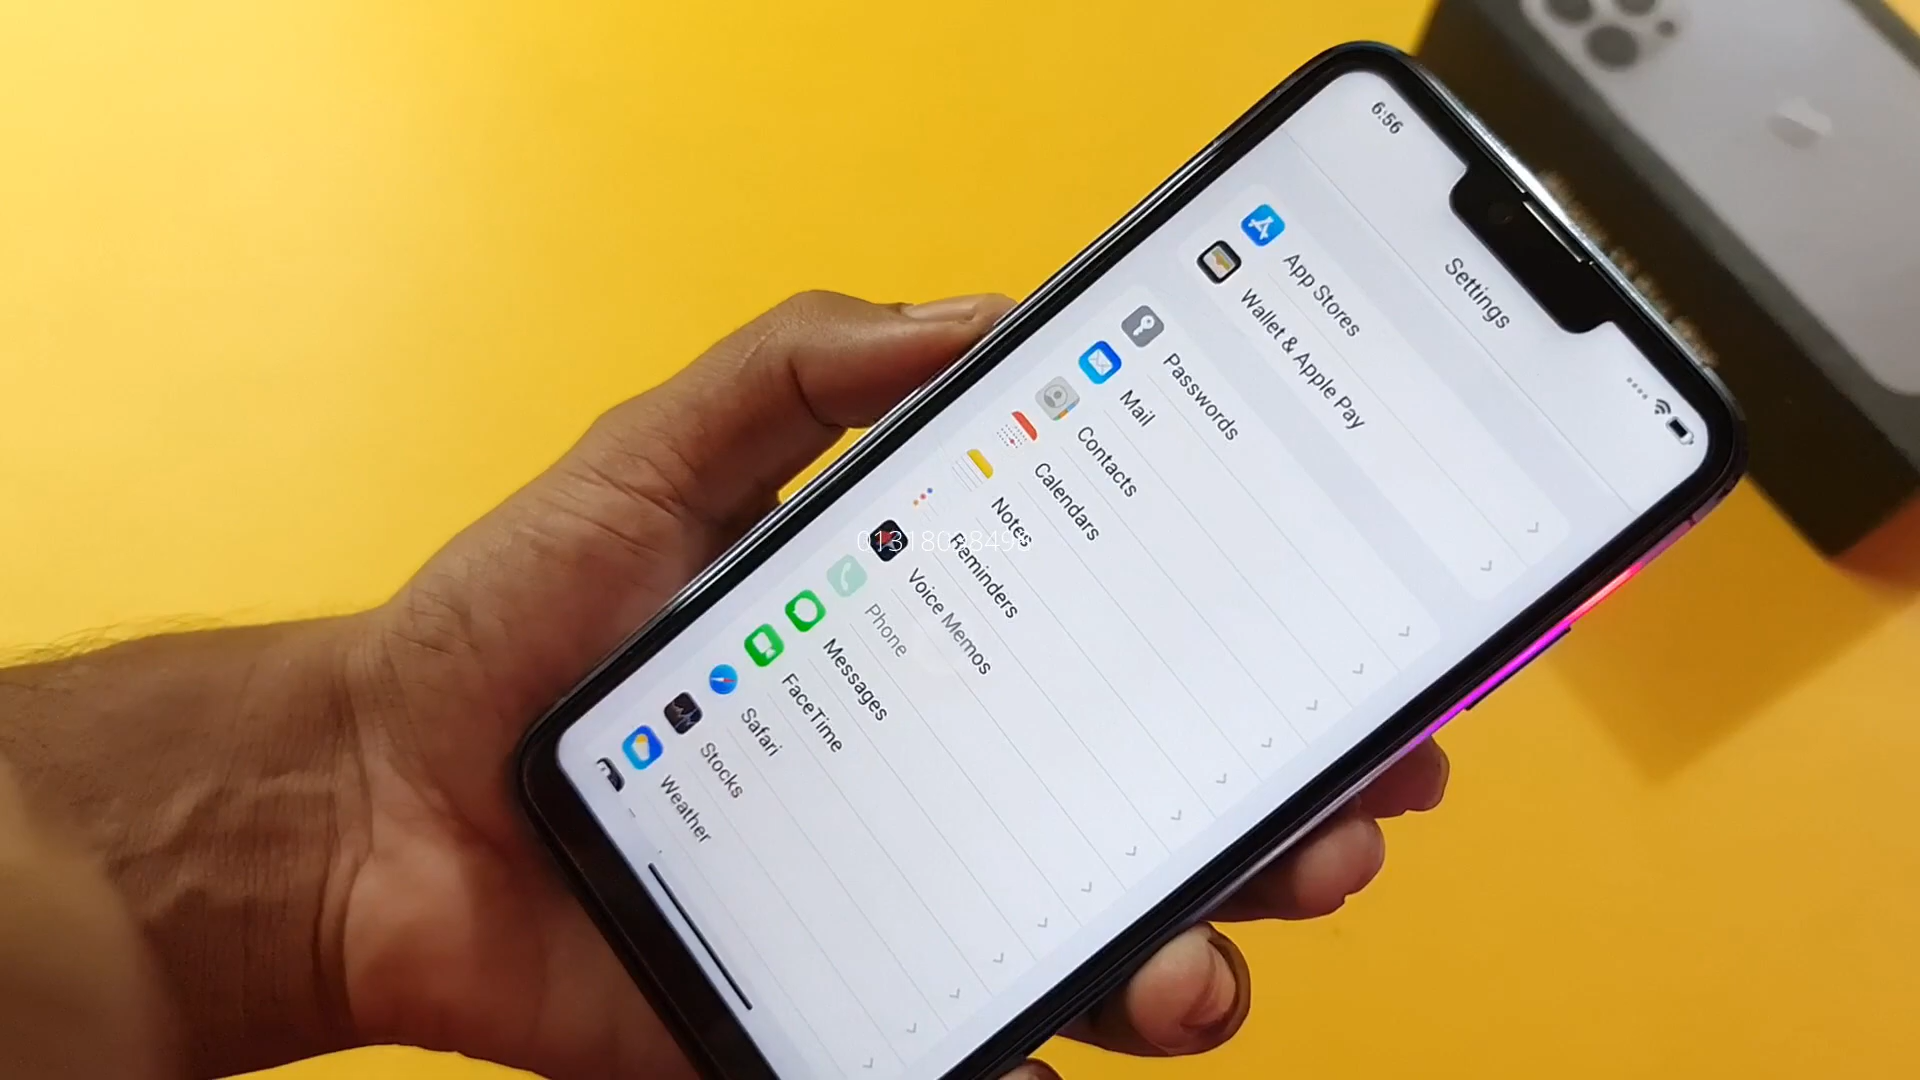 6:56
Settings
App Stores
Wallet & Apple Pay
Passwords
Mail
Contacts
Calendars
Notes
Reminders
Voice Memos
Phone
Messages
FaceTime
Safari
Stocks
Weather